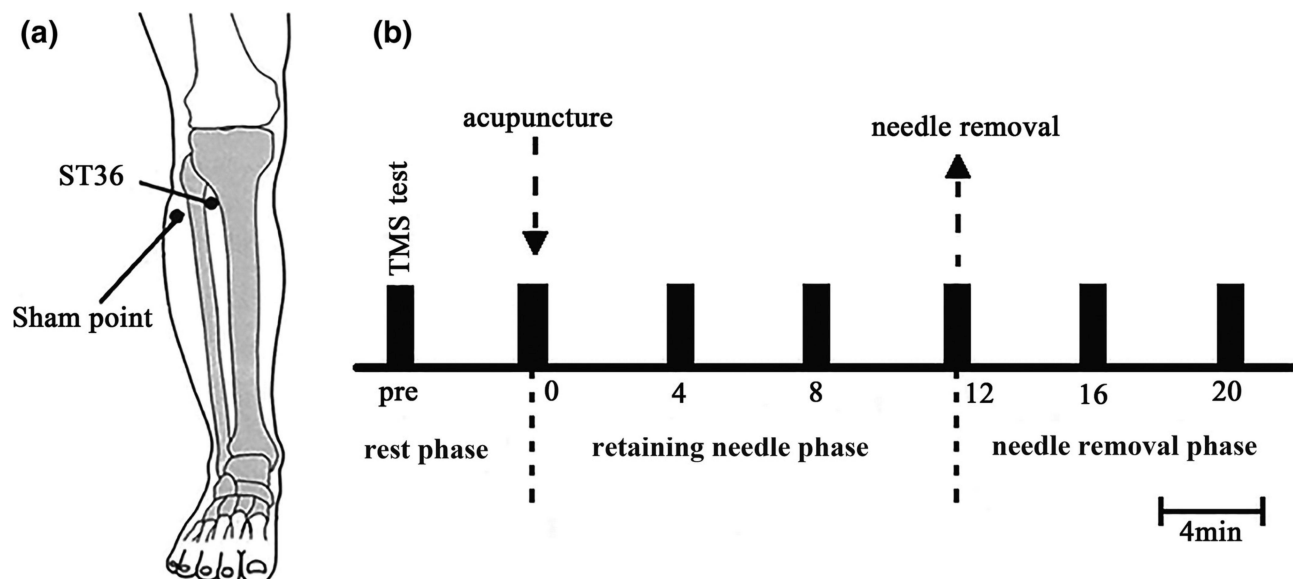 (a)
ST36
Sham point
(b)
acupuncture
needle removal
TMS test
pre 0 4 8 12 16 20
rest phase retaining needle phase needle removal phase
4min